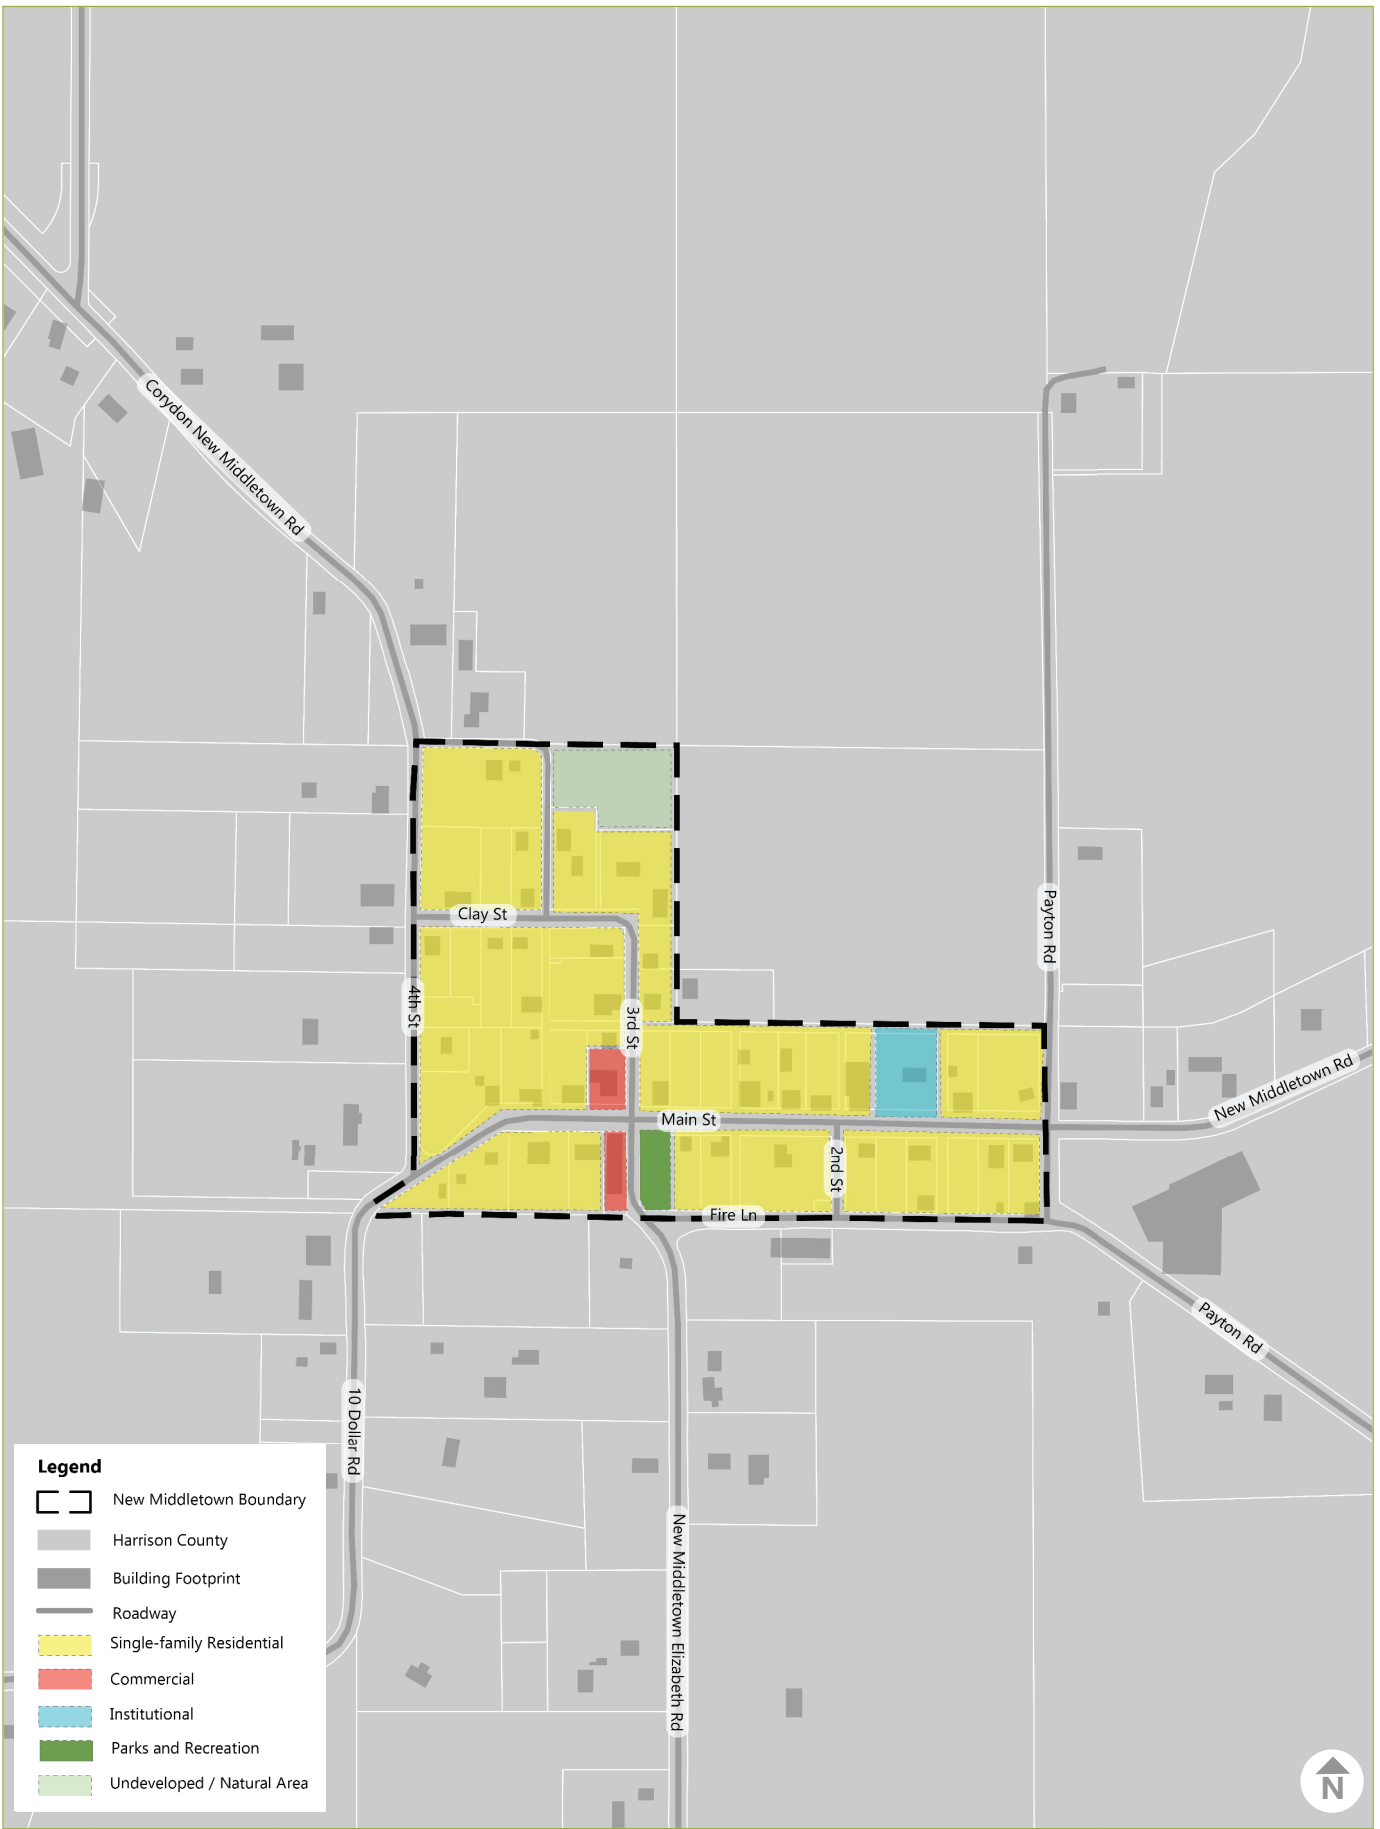 Corydon New Middletown Rd
Payton Rd
Clay St
4th St
3rd St
New Middletown Rd
Main St
2nd St
Fire Ln
Payton Rd
10 Dollar Rd
New Middletown Elizabeth Rd
Legend
New Middletown Boundary
Harrison County
Building Footprint
Roadway
Single-family Residential
Commercial
Institutional
Parks and Recreation
Undeveloped / Natural Area
N